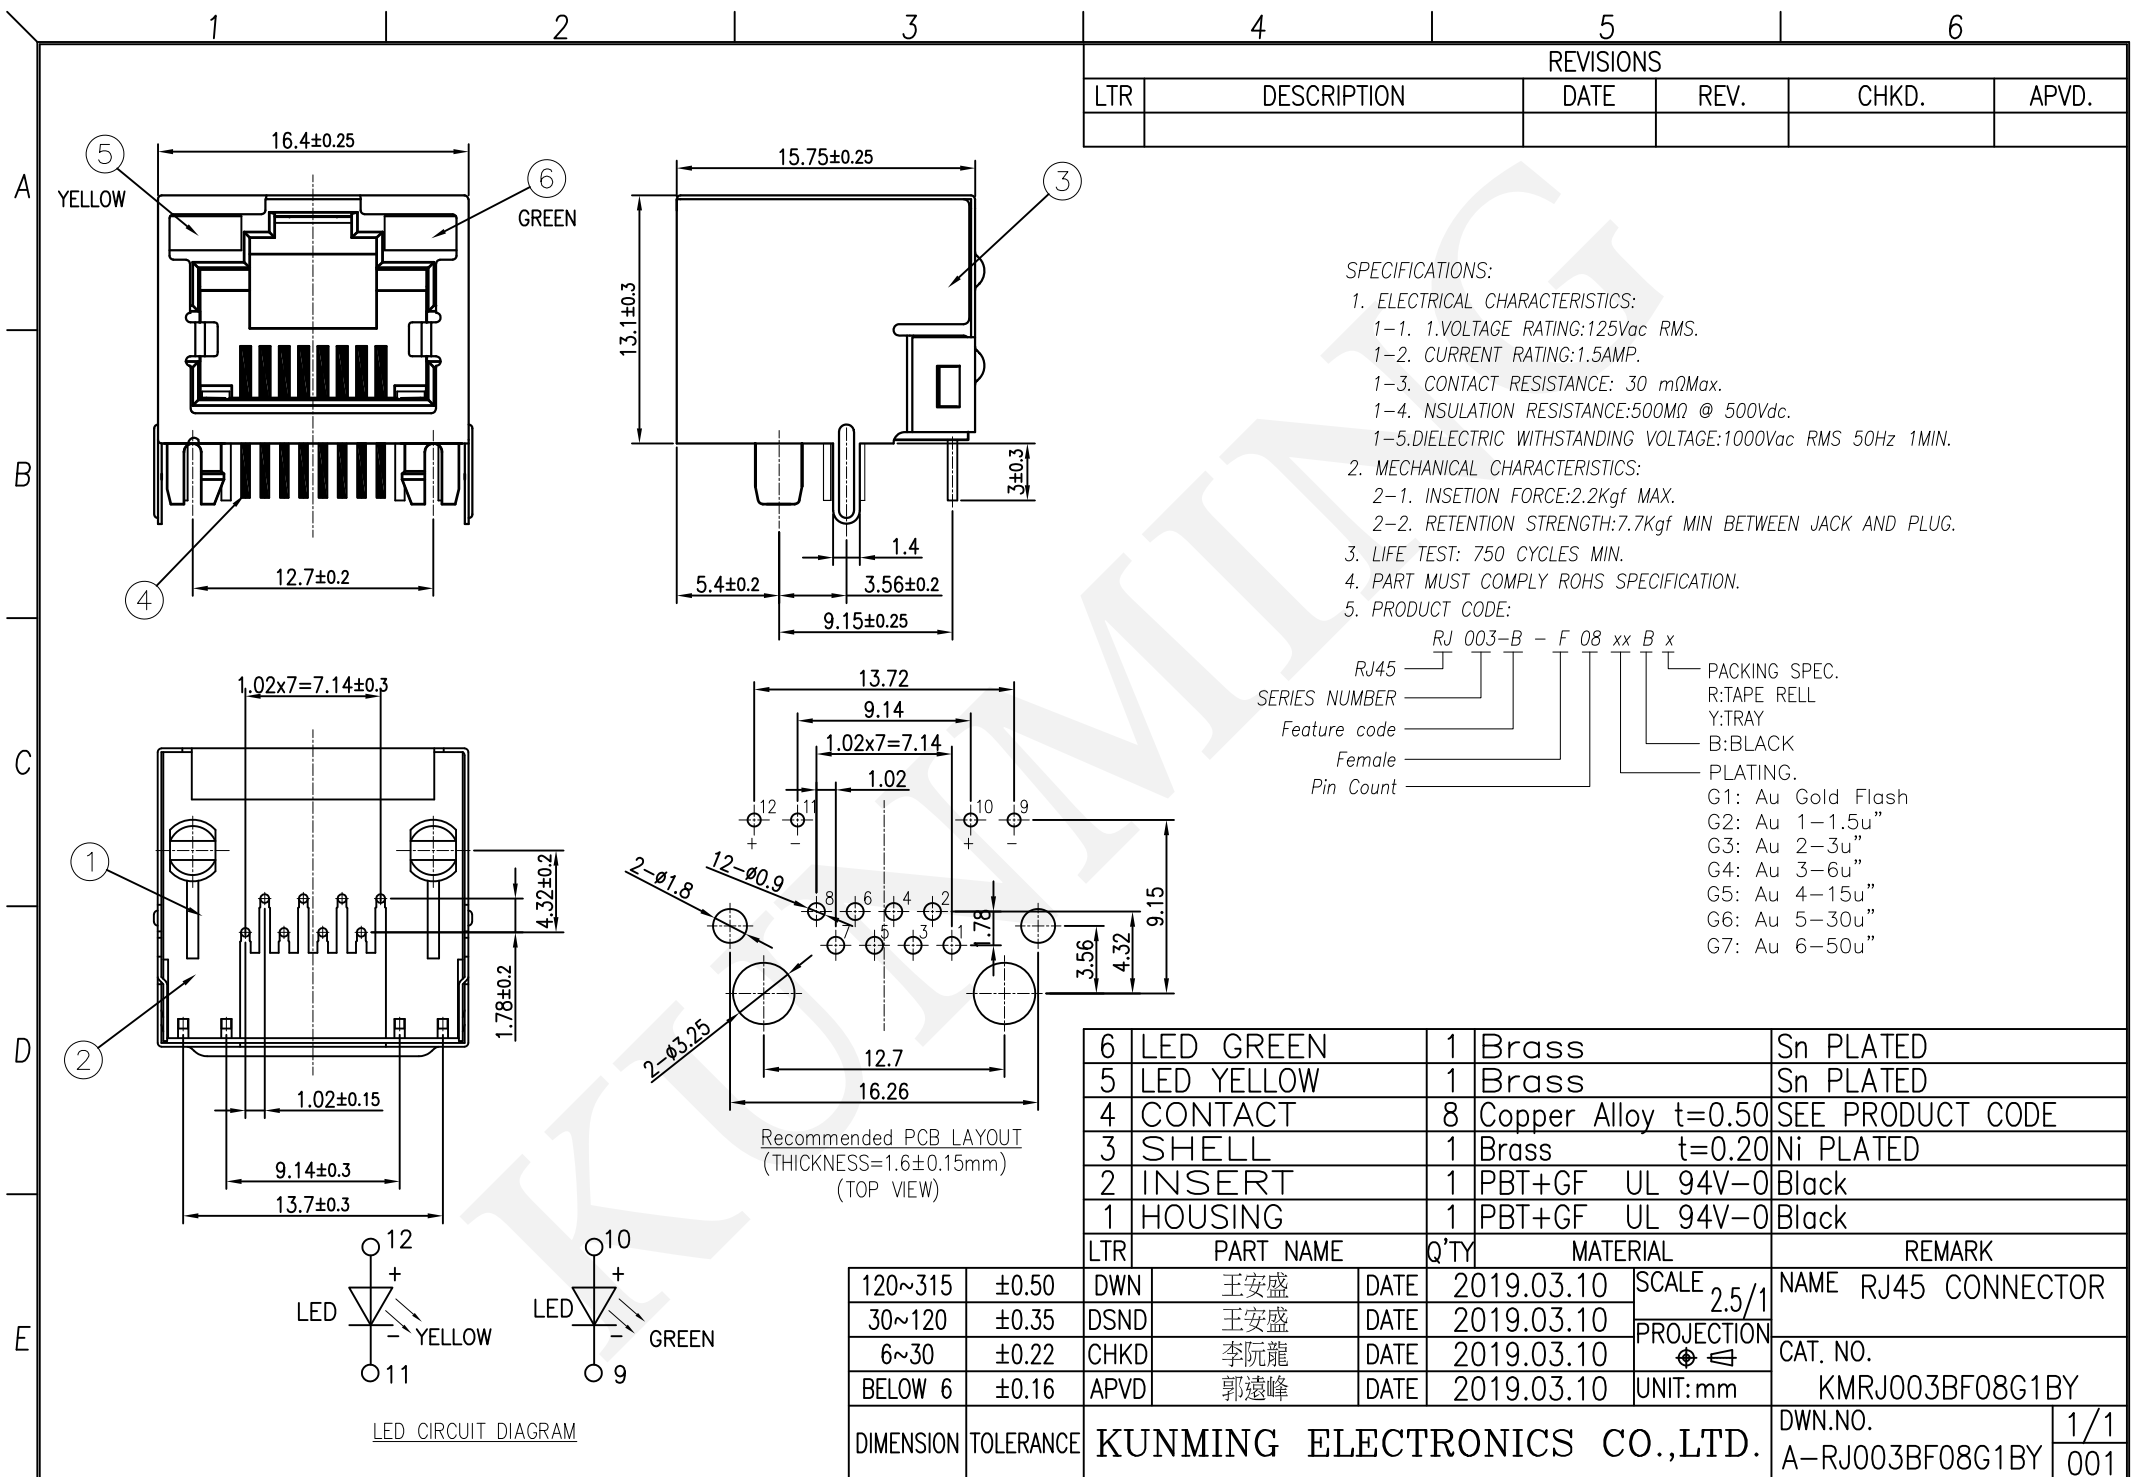 1 2 3 4 5 6
A
B
C
D
E
REVISIONS
LTR DESCRIPTION DATE REV. CHKD. APVD.
16.4±0.25
5
YELLOW
6
GREEN
12.7±0.2
4
15.75±0.25
3
13.1±0.3
3±0.3
1.4
5.4±0.2 3.56±0.2
9.15±0.25
SPECIFICATIONS:
1. ELECTRICAL CHARACTERISTICS:
1-1. 1.VOLTAGE RATING:125Vac RMS.
1-2. CURRENT RATING:1.5AMP.
1-3. CONTACT RESISTANCE: 30 mΩMax.
1-4. NSULATION RESISTANCE:500MΩ @ 500Vdc.
1-5.DIELECTRIC WITHSTANDING VOLTAGE:1000Vac RMS 50Hz 1MIN.
2. MECHANICAL CHARACTERISTICS:
2-1. INSETION FORCE:2.2Kgf MAX.
2-2. RETENTION STRENGTH:7.7Kgf MIN BETWEEN JACK AND PLUG.
3. LIFE TEST: 750 CYCLES MIN.
4. PART MUST COMPLY ROHS SPECIFICATION.
5. PRODUCT CODE:
RJ 003-B - F 08 xx B x
RJ45
SERIES NUMBER
Feature code
Female
Pin Count
PACKING SPEC.
R:TAPE RELL
Y:TRAY
B:BLACK
PLATING.
G1: Au Gold Flash
G2: Au 1-1.5u"
G3: Au 2-3u"
G4: Au 3-6u"
G5: Au 4-15u"
G6: Au 5-30u"
G7: Au 6-50u"
1.02x7=7.14±0.3
1
2
4.32±0.2
1.78±0.2
1.02±0.15
9.14±0.3
13.7±0.3
13.72
9.14
1.02x7=7.14
1.02
12 11 10 9
+ - + -
2-ø1.8
12-ø0.9
8 6 4 2
7 5 3 1
1.78
3.56
4.32
9.15
2-ø3.25
12.7
16.26
Recommended PCB LAYOUT
(THICKNESS=1.6±0.15mm)
(TOP VIEW)
12
+
LED
- YELLOW
11
10
+
LED
- GREEN
9
LED CIRCUIT DIAGRAM
6 LED GREEN 1 Brass Sn PLATED
5 LED YELLOW 1 Brass Sn PLATED
4 CONTACT 8 Copper Alloy t=0.50 SEE PRODUCT CODE
3 SHELL 1 Brass t=0.20 Ni PLATED
2 INSERT 1 PBT+GF UL 94V-0 Black
1 HOUSING 1 PBT+GF UL 94V-0 Black
LTR PART NAME Q'TY MATERIAL REMARK
120~315 ±0.50 DWN 王安盛 DATE 2019.03.10 SCALE 2.5/1 NAME RJ45 CONNECTOR
30~120 ±0.35 DSND 王安盛 DATE 2019.03.10 PROJECTION
6~30 ±0.22 CHKD 李阮龍 DATE 2019.03.10 CAT. NO.
BELOW 6 ±0.16 APVD 郭遠峰 DATE 2019.03.10 UNIT:mm KMRJ003BF08G1BY
DIMENSION TOLERANCE KUNMING ELECTRONICS CO.,LTD. DWN.NO. 1/1
A-RJ003BF08G1BY 001
KUNMING